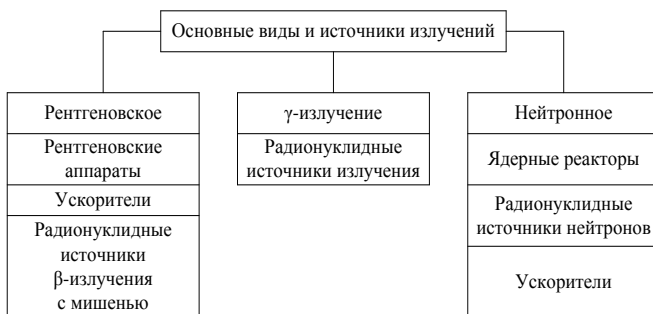 Основные виды и источники излучений
Рентгеновское
Рентгеновские
аппараты
Ускорители
Радионуклидные
источники
β-излучения
с мишенью
γ-излучение
Радионуклидные
источники излучения
Нейтронное
Ядерные реакторы
Радионуклидные
источники нейтронов
Ускорители